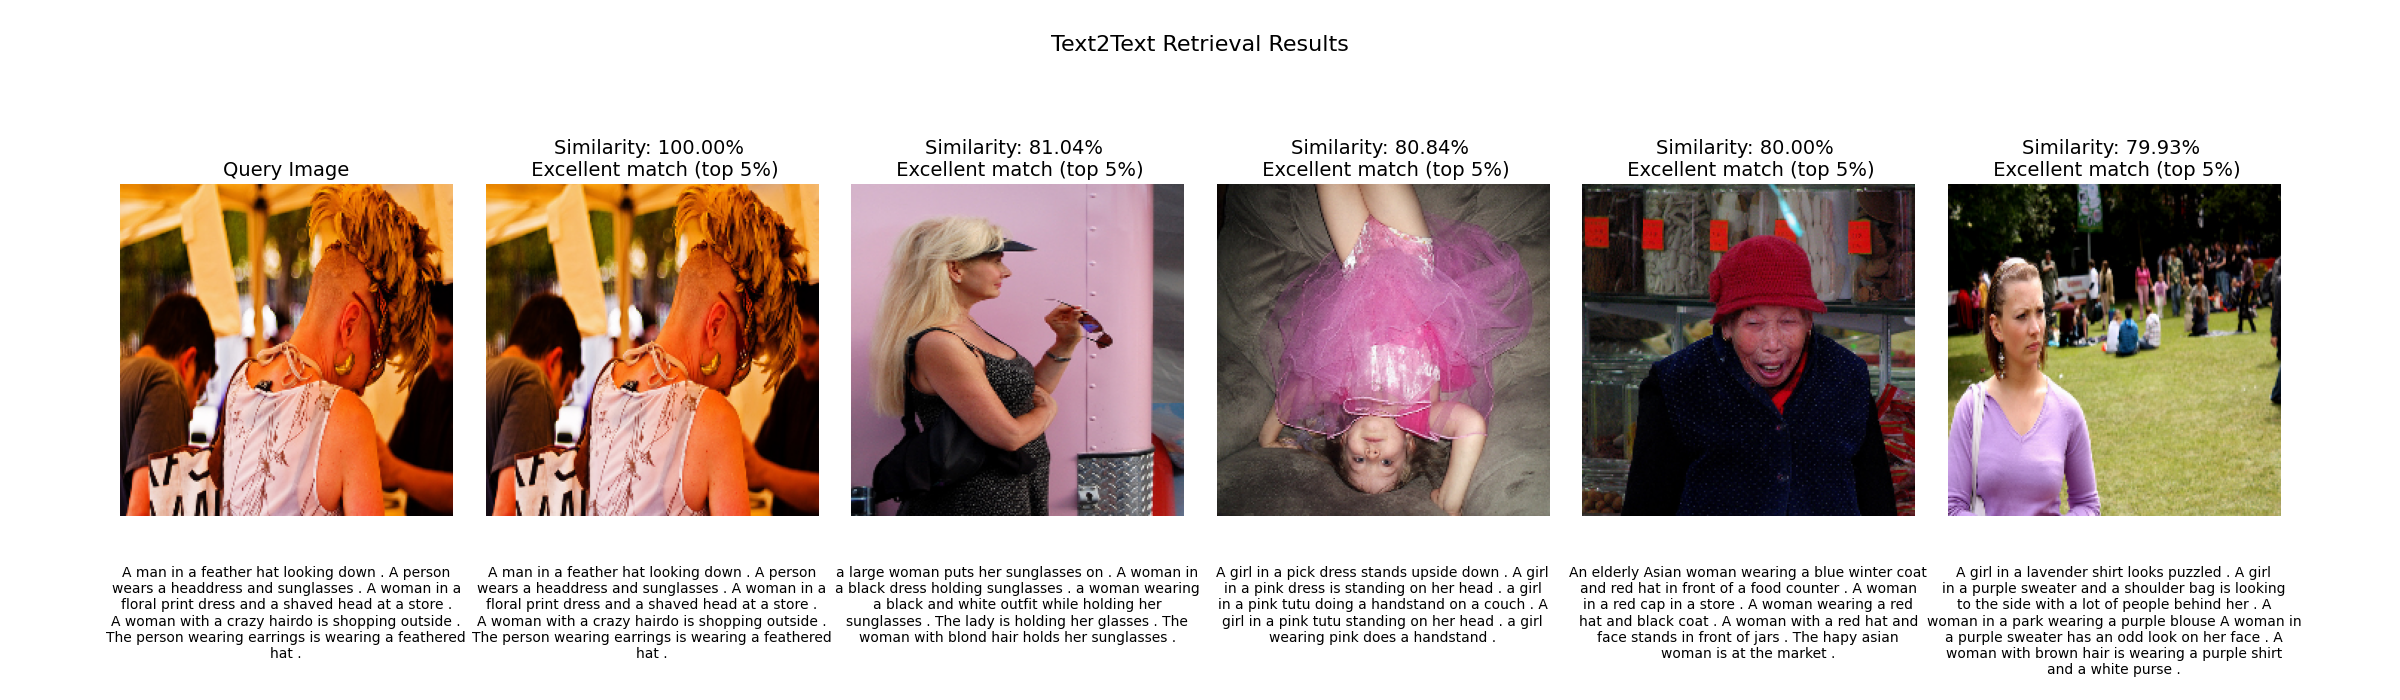 Text2Text Retrieval Results
Query Image
Similarity: 100.00%
Excellent match (top 5%)
Similarity: 81.04%
Excellent match (top 5%)
Similarity: 80.84%
Excellent match (top 5%)
Similarity: 80.00%
Excellent match (top 5%)
Similarity: 79.93%
Excellent match (top 5%)
A man in a feather hat looking down . A person
wears a headdress and sunglasses . A woman in a
floral print dress and a shaved head at a store .
A woman with a crazy hairdo is shopping outside .
The person wearing earrings is wearing a feathered
hat .
A man in a feather hat looking down . A person
wears a headdress and sunglasses . A woman in a
floral print dress and a shaved head at a store .
A woman with a crazy hairdo is shopping outside .
The person wearing earrings is wearing a feathered
hat .
a large woman puts her sunglasses on . A woman in
a black dress holding sunglasses . a woman wearing
a black and white outfit while holding her
sunglasses . The lady is holding her glasses . The
woman with blond hair holds her sunglasses .
A girl in a pick dress stands upside down . A girl
in a pink dress is standing on her head . a girl
in a pink tutu doing a handstand on a couch . A
girl in a pink tutu standing on her head . a girl
wearing pink does a handstand .
An elderly Asian woman wearing a blue winter coat
and red hat in front of a food counter . A woman
in a red cap in a store . A woman wearing a red
hat and black coat . A woman with a red hat and
face stands in front of jars . The hapy asian
woman is at the market .
A girl in a lavender shirt looks puzzled . A girl
in a purple sweater and a shoulder bag is looking
to the side with a lot of people behind her . A
woman in a park wearing a purple blouse A woman in
a purple sweater has an odd look on her face . A
woman with brown hair is wearing a purple shirt
and a white purse .